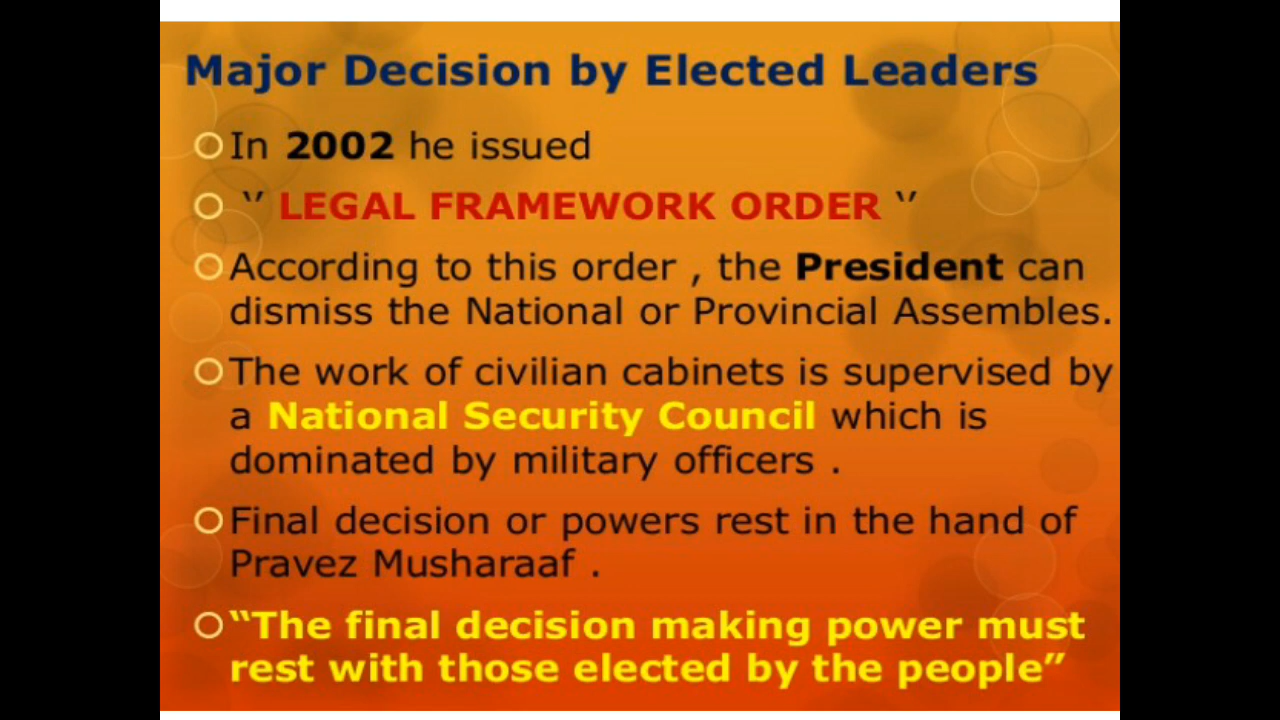 Major Decision by Elected Leaders
In 2002 he issued
‘’ LEGAL FRAMEWORK ORDER ‘’
According to this order , the President can
dismiss the National or Provincial Assembles.
The work of civilian cabinets is supervised by
a National Security Council which is
dominated by military officers .
Final decision or powers rest in the hand of
Pravez Musharaaf .
“The final decision making power must
rest with those elected by the people”